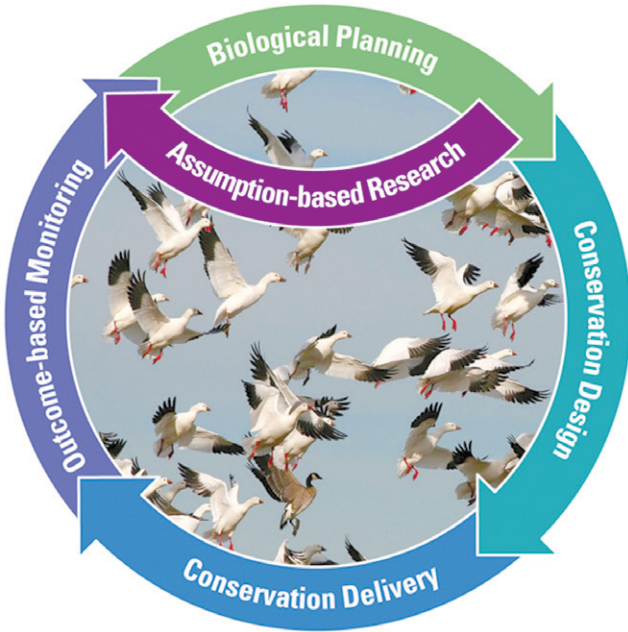 Biological Planning
Assumption-based Research
Conservation Design
Conservation Delivery
Outcome-based Monitoring